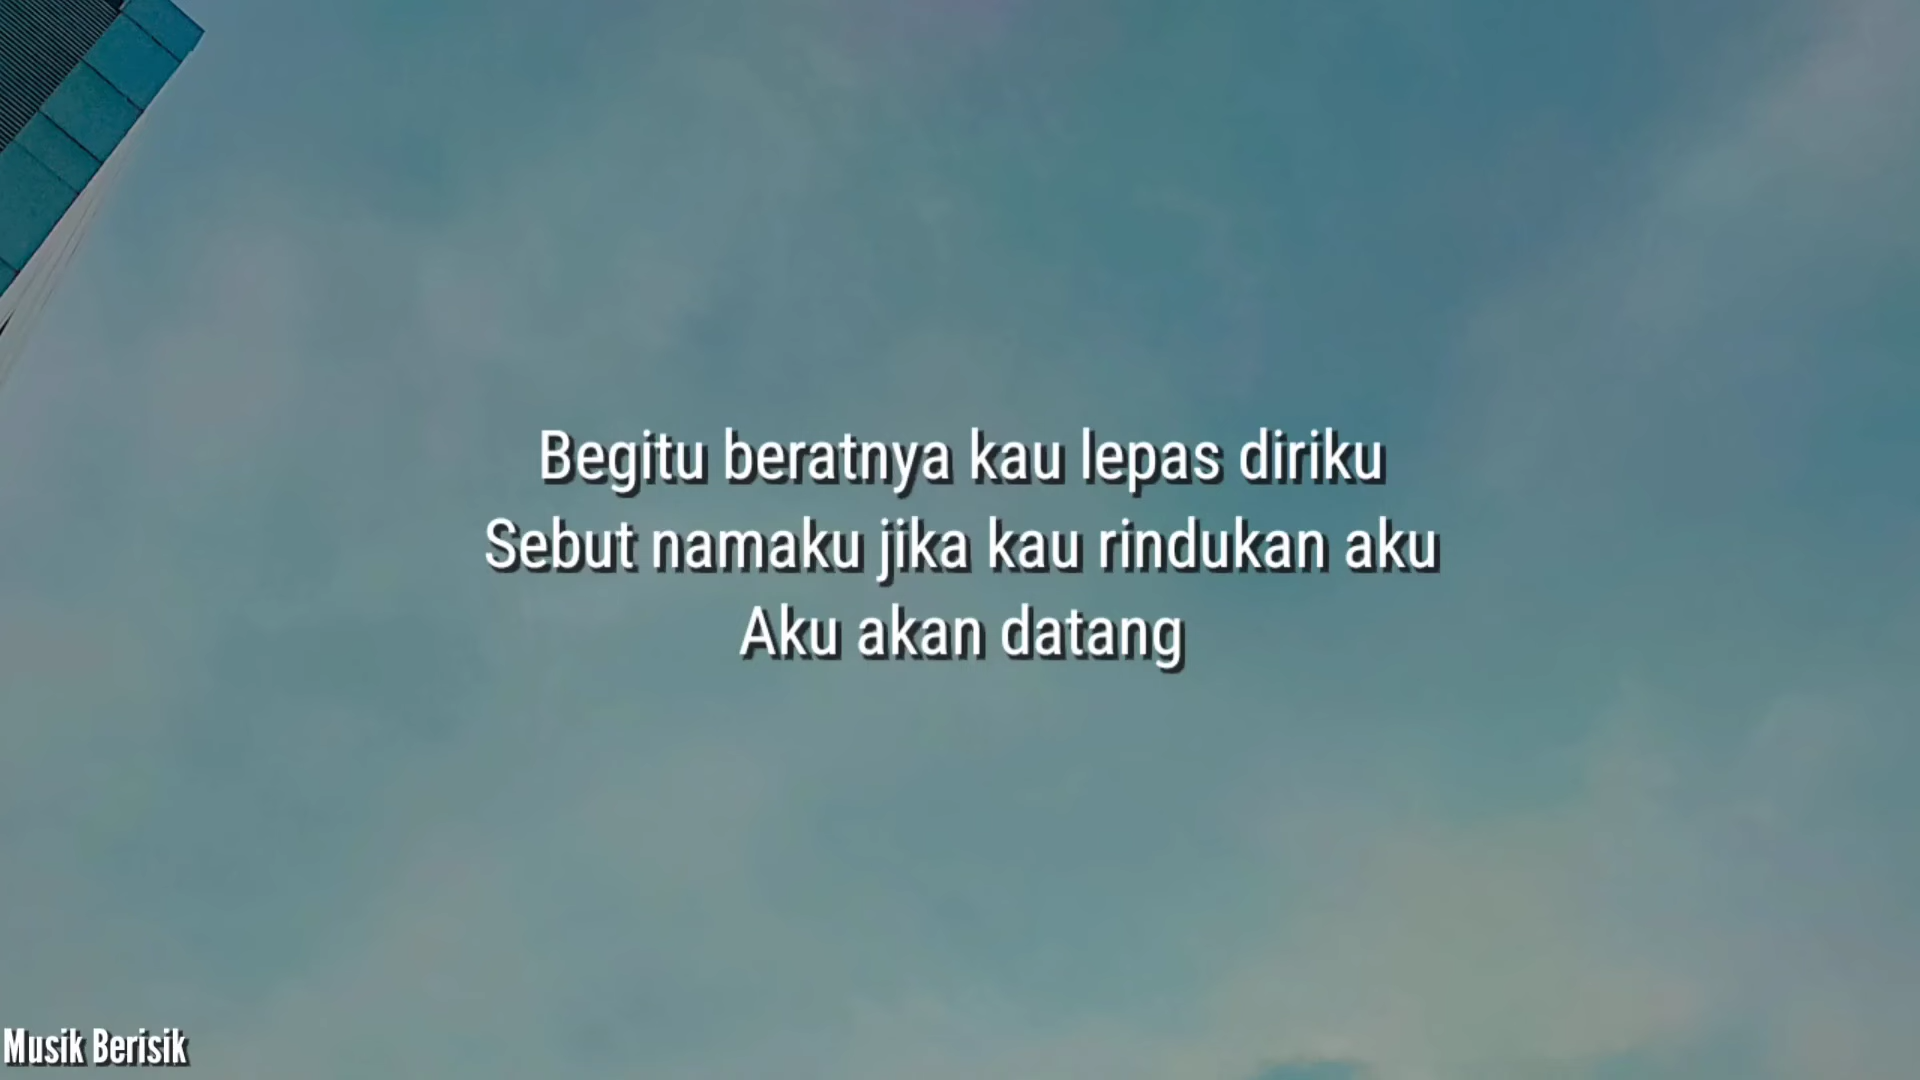 Begitu beratnya kau lepas diriku
Sebut namaku jika kau rindukan aku
Aku akan datang
Musik Berisik